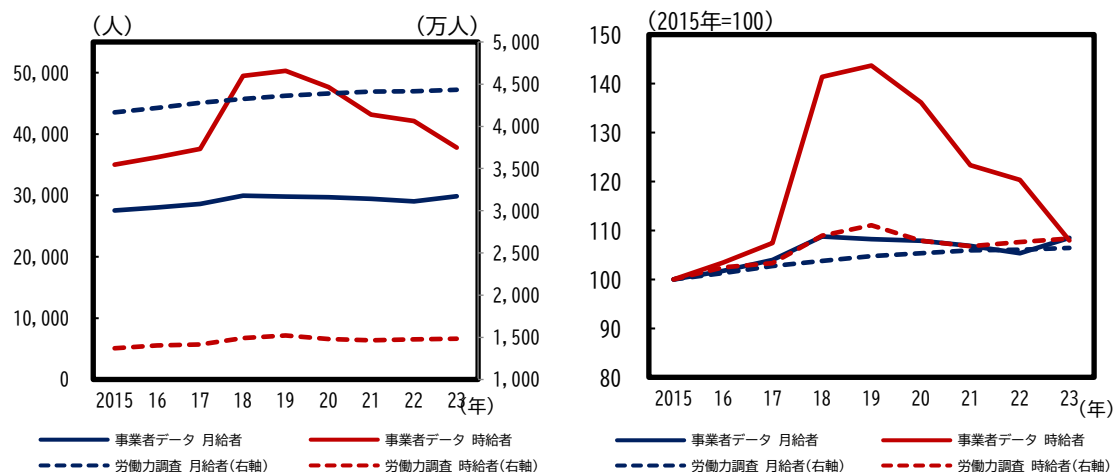 (人)
(万人)
50,000
40,000
30,000
20,000
10,000
0
5,000
4,500
4,000
3,500
3,000
2,500
2,000
1,500
1,000
2015 16 17 18 19 20 21 22 23
(年)
事業者データ 月給者
事業者データ 時給者
労働力調査 月給者(右軸)
労働力調査 時給者(右軸)
(2015年=100)
150
140
130
120
110
100
90
80
2015 16 17 18 19 20 21 22 23
(年)
事業者データ 月給者
事業者データ 時給者
労働力調査 月給者(右軸)
労働力調査 時給者(右軸)